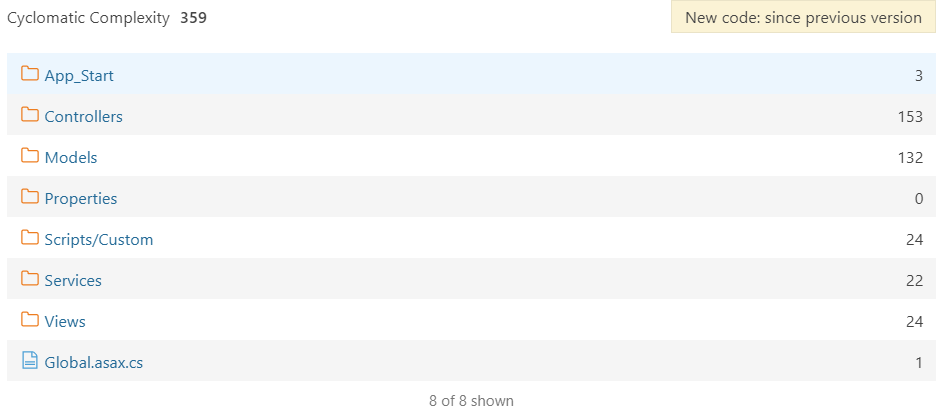 Cyclomatic Complexity 359 New code: since previous version
App_Start 3
Controllers 153
Models 132
Properties 0
Scripts/Custom 24
Services 22
Views 24
Global.asax.cs 1
8 of 8 shown